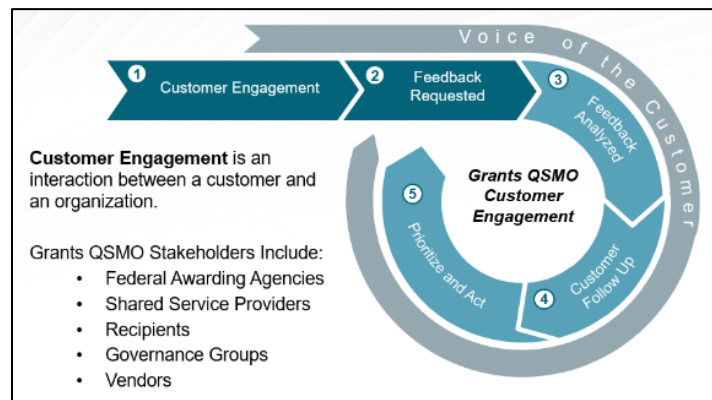 Voice of the Customer
1 Customer Engagement
2 Feedback
Requested
3 Feedback
Analyzed
4 Customer
Follow Up
5 Prioritize and Act
Grants QSMO
Customer
Engagement
Customer Engagement is an
interaction between a customer and
an organization.
Grants QSMO Stakeholders Include:
• Federal Awarding Agencies
• Shared Service Providers
• Recipients
• Governance Groups
• Vendors